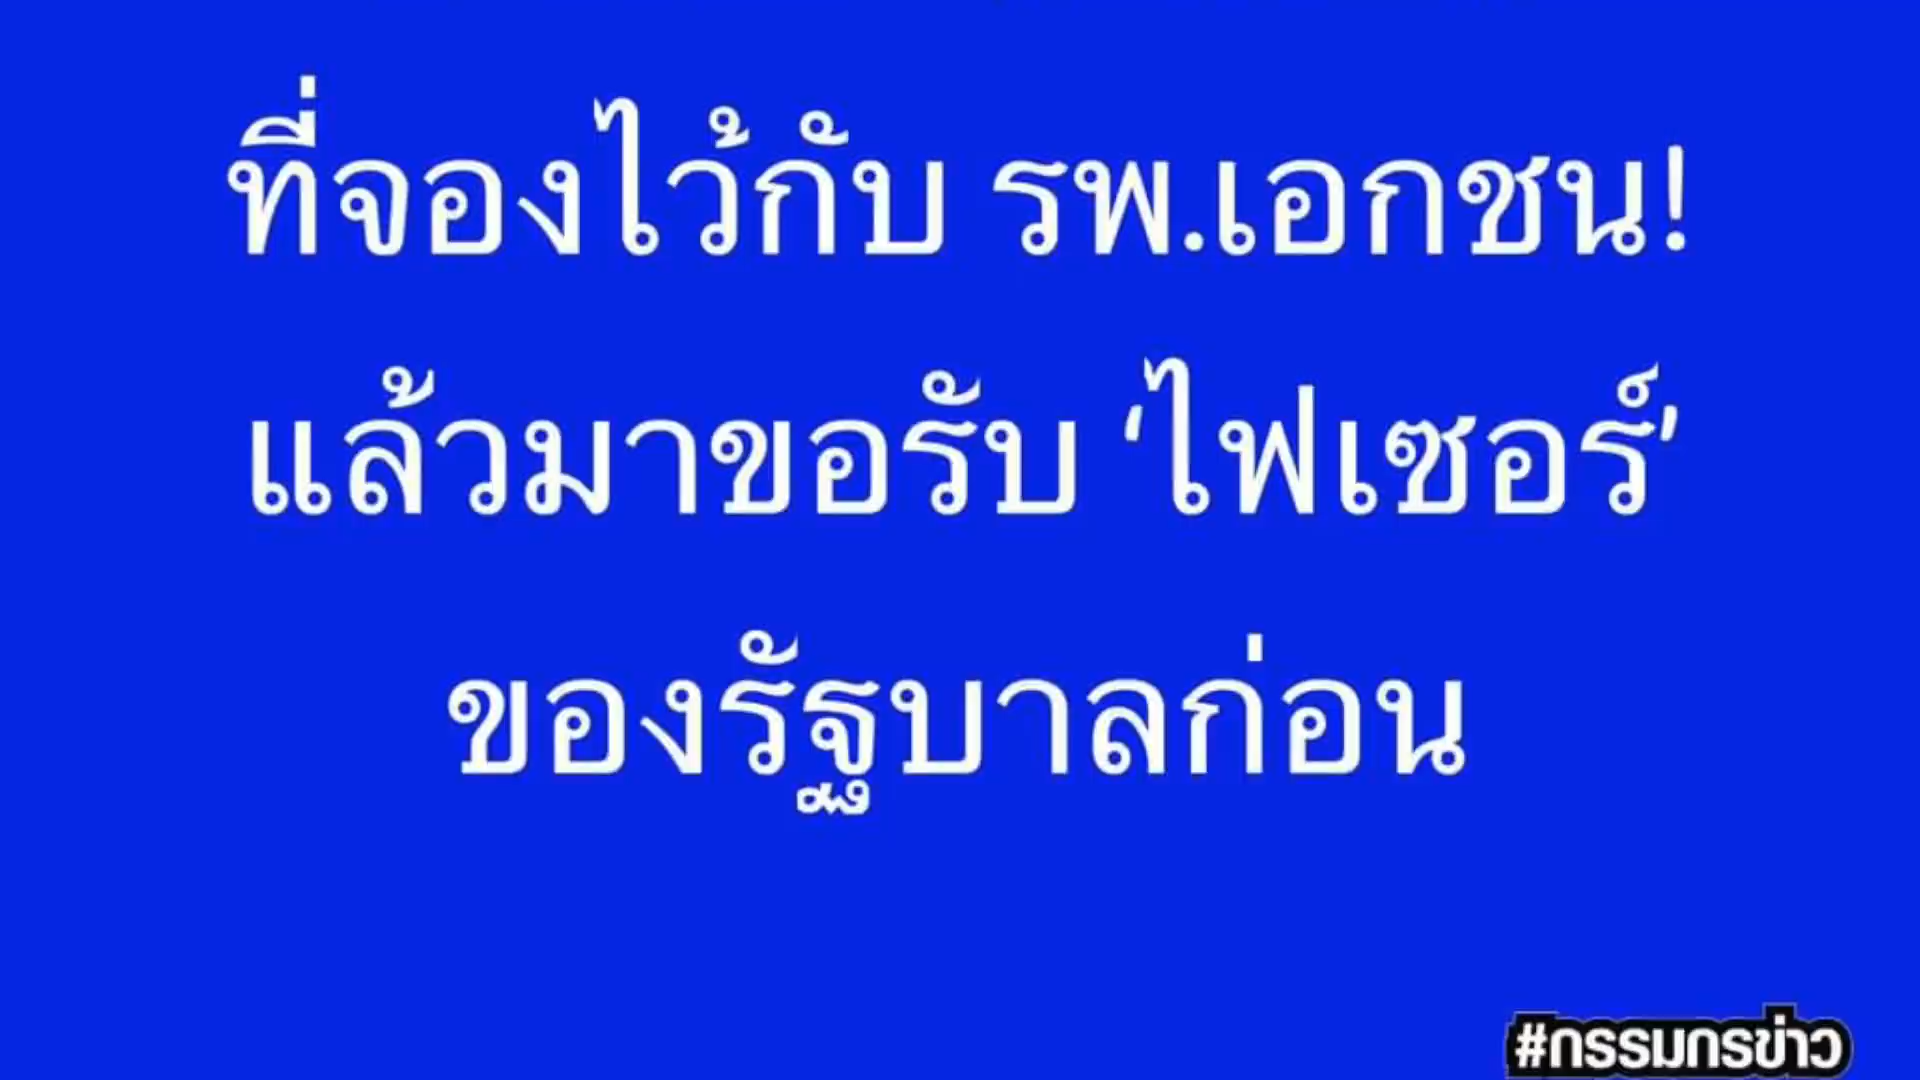 ที่จองไว้กับ รพ.เอกชน!
แล้วมาขอรับ ‘ไฟเซอร์’
ของรัฐบาลก่อน
#กรรมกรข่าว